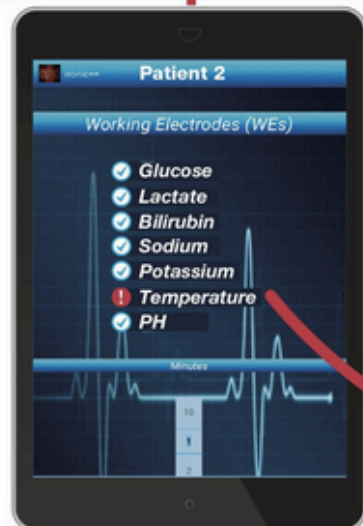 Patient 2
Working Electrodes (WEs)
Glucose
Lactate
Bilirubin
Sodium
Potassium
! Temperature
PH
Minutes
10
1
2